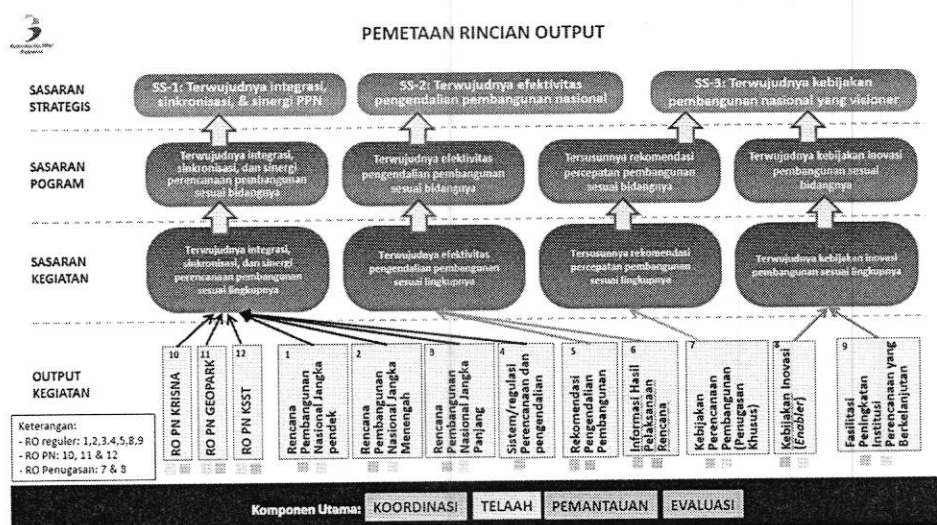 PEMETAAN RINCIAN OUTPUT
SASARAN
STRATEGIS
SS-1: Terwujudnya integrasi,
sinkronisasi, & sinergi PPN
SS-2: Terwujudnya efektivitas
pengendalian pembangunan nasional
SS-3: Terwujudnya kebijakan
pembangunan nasional yang visioner
SASARAN
POGRAM
Terwujudnya integrasi,
sinkronisasi, dan sinergi
perencanaan pembangunan
sesuai bidangnya
Terwujudnya efektivitas
pengendalian pembangunan
sesuai bidangnya
Tersusunnya rekomendasi
percepatan pembangunan
sesuai bidangnya
Terwujudnya kebijakan inovasi
pembangunan sesuai
bidangnya
SASARAN
KEGIATAN
Terwujudnya integrasi,
sinkronisasi, dan sinergi
perencanaan pembangunan
sesuai lingkupnya
Terwujudnya efektivitas
pengendalian pembangunan
sesuai lingkupnya
Tersusunnya rekomendasi
percepatan pembangunan
sesuai lingkupnya
Terwujudnya kebijakan inovasi
pembangunan sesuai lingkupnya
OUTPUT
KEGIATAN
10
RO PN KRISNA
11
RO PN GEOPARK
12
RO PN KSST
1
Rencana
Pembangunan
Nasional Jangka
pendek
2
Rencana
Pembangunan
Nasional Jangka
Menengah
3
Rencana
Pembangunan
Nasional Jangka
Panjang
4
Sistem/regulasi
Perencanaan dan
pengendalian
5
Rekomendasi
Pengendalian
Pembangunan
6
Informasi Hasil
Pelaksanaan
Rencana
7
Kebijakan
Perencanaan
Pembangunan
(Penugasan
Khusus)
8
Kebijakan Inovasi
(Enabler)
9
Fasilitasi
Peningkatan
Institusi
Perencanaan yang
Berkelanjutan
Keterangan:
- RO reguler: 1,2,3,4,5,8,9
- RO PN: 10, 11 & 12
- RO Penugasan: 7 & 8
Komponen Utama:
KOORDINASI
TELAAH
PEMANTAUAN
EVALUASI